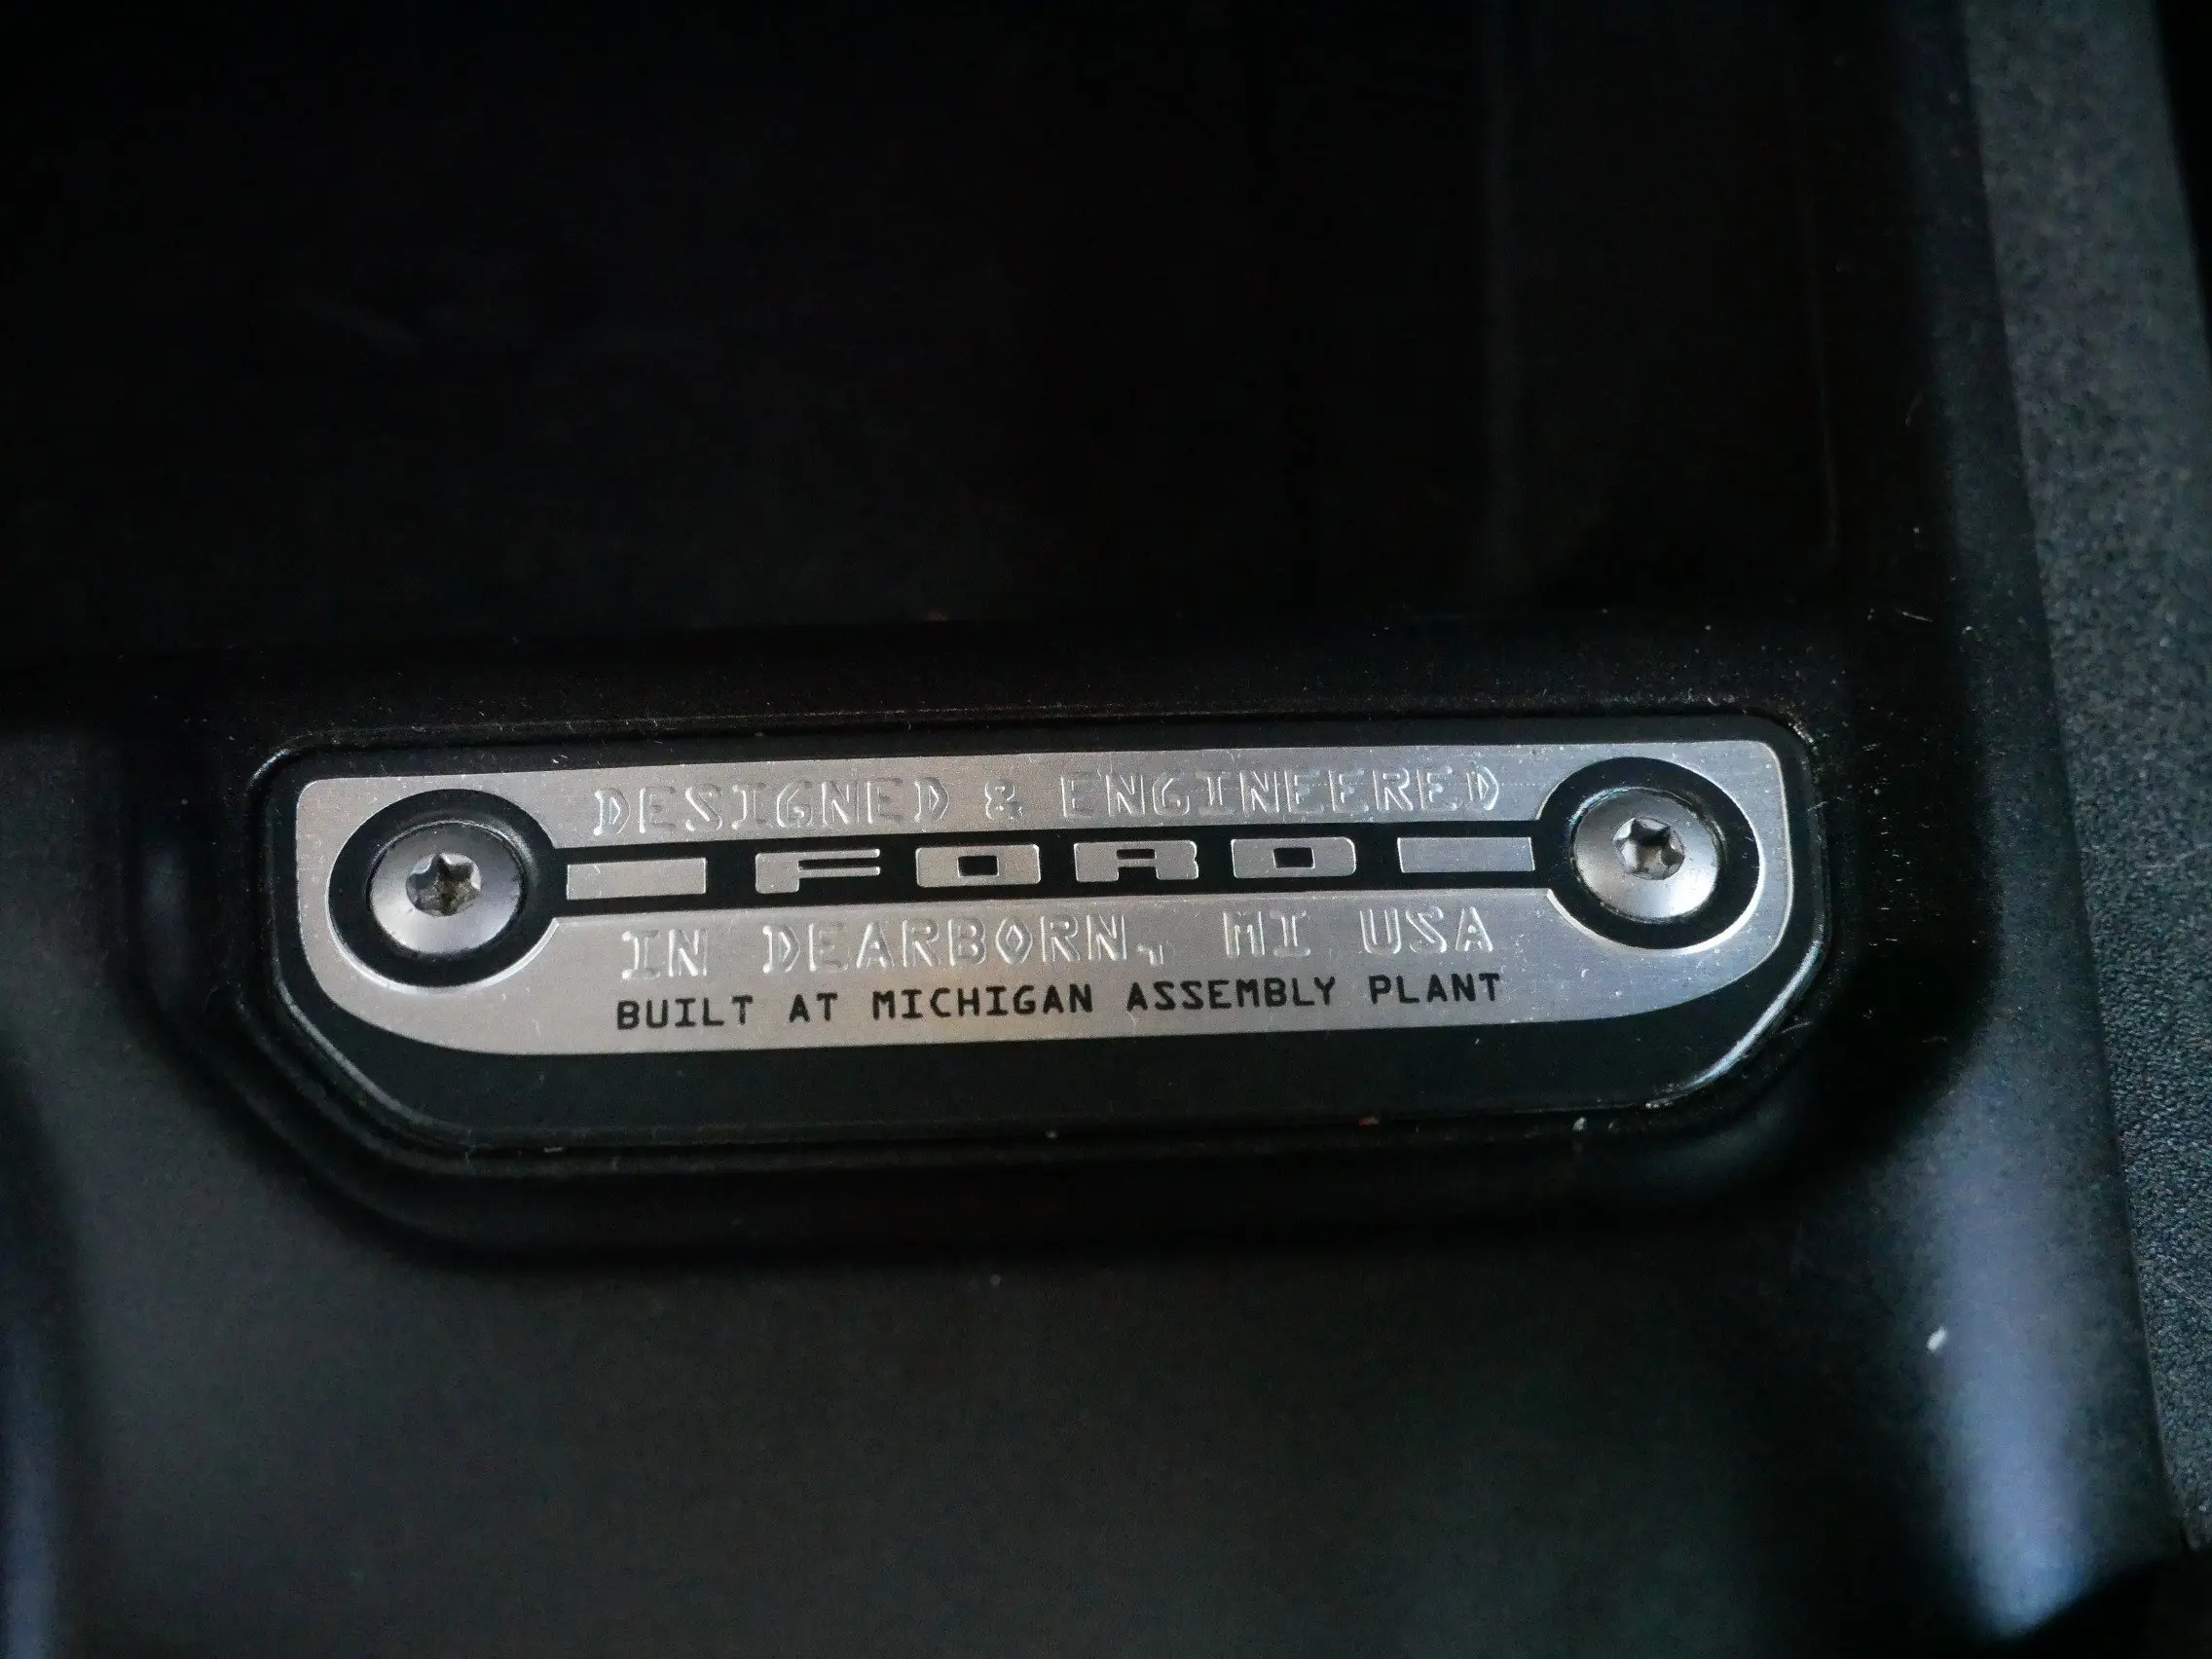 DESIGNED & ENGINEERED
FORD
IN DEARBORN, MI USA
BUILT AT MICHIGAN ASSEMBLY PLANT